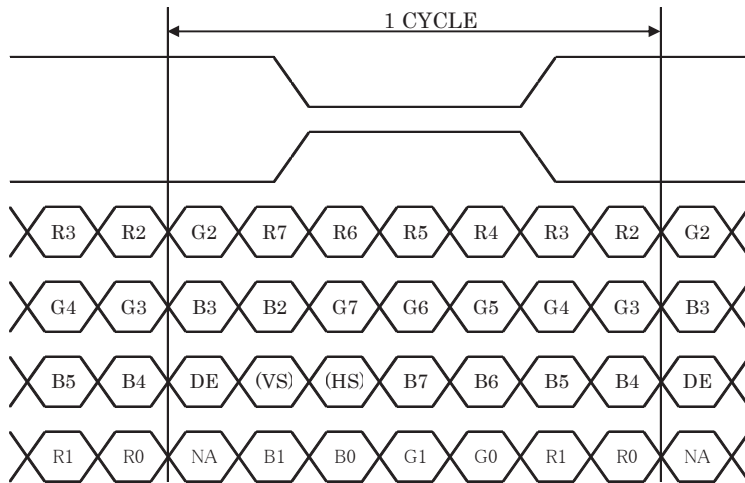 1 CYCLE
R3 R2 G2 R7 R6 R5 R4 R3 R2 G2
G4 G3 B3 B2 G7 G6 G5 G4 G3 B3
B5 B4 DE (VS) (HS) B7 B6 B5 B4 DE
R1 R0 NA B1 B0 G1 G0 R1 R0 NA